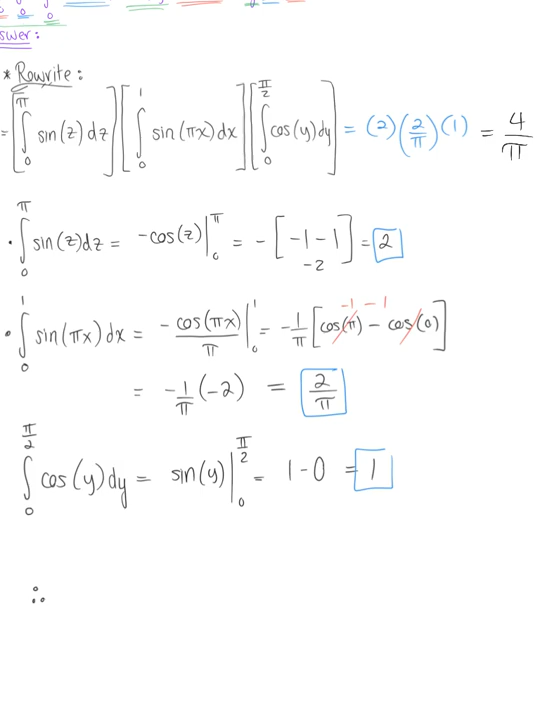 swer:
* Rewrite:
= [∫₀^π sin(z) dz] [∫₀^1 sin(πx) dx] [∫₀^(π/2) cos(y) dy] = (2)(2/π)(1) = 4/π
• ∫₀^π sin(z) dz = -cos(z) |₀^π = - [-1 - 1] = 2
-2
-1 - 1
• ∫₀^1 sin(πx) dx = - cos(πx)/π |₀^1 = -1/π [cos(π) - cos(0)]
= -1/π (-2) = 2/π
∫₀^(π/2) cos(y) dy = sin(y) |₀^(π/2) = 1 - 0 = 1
∴